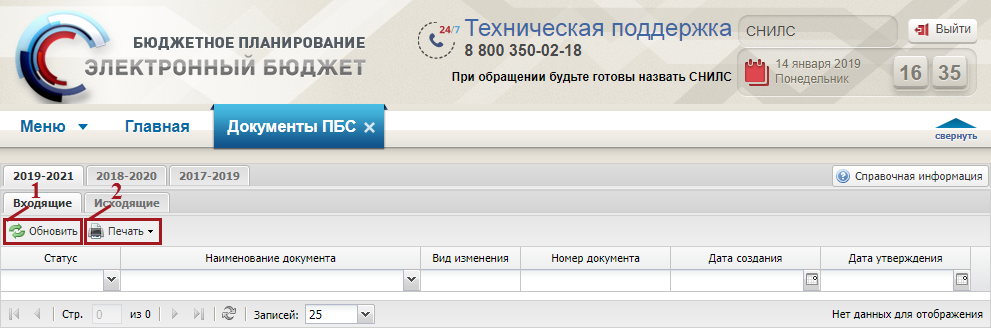 БЮДЖЕТНОЕ ПЛАНИРОВАНИЕ
ЭЛЕКТРОННЫЙ БЮДЖЕТ
24/7 Техническая поддержка
8 800 350-02-18
При обращении будьте готовы назвать СНИЛС
СНИЛС
Выйти
14 января 2019
Понедельник
16 35
Меню Главная Документы ПБС
свернуть
2019-2021 2018-2020 2017-2019 Справочная информация
1 2
Входящие Исходящие
Обновить Печать
Статус Наименование документа Вид изменения Номер документа Дата создания Дата утверждения
Стр. 0 из 0 Записей: 25 Нет данных для отображения